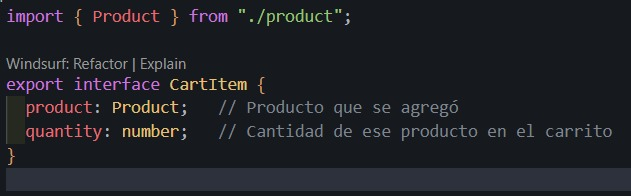 import { Product } from "./product";
Windsurf: Refactor | Explain
export interface CartItem {
product: Product;   // Producto que se agregó
quantity: number;   // Cantidad de ese producto en el carrito
}